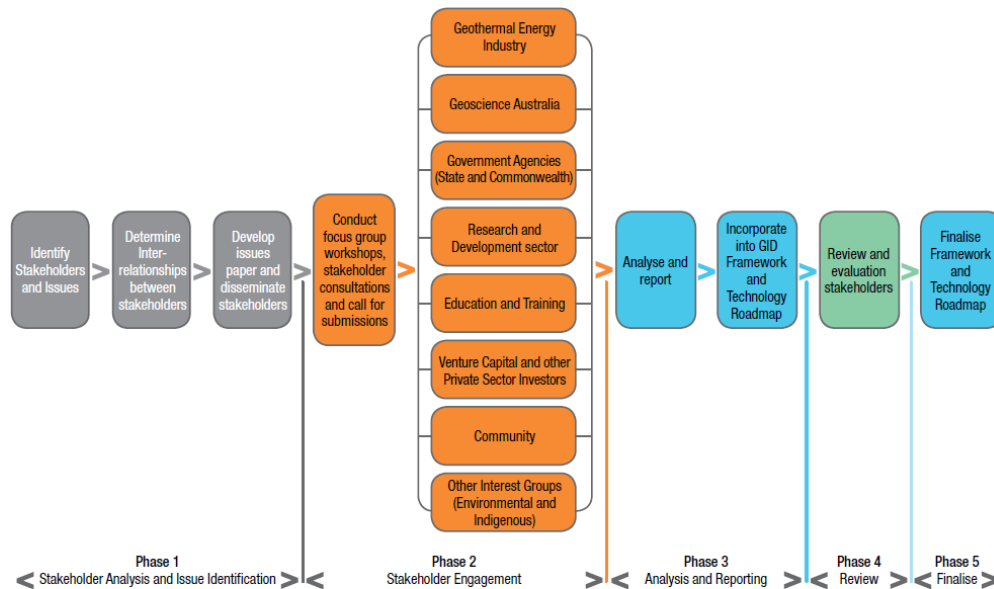 Identify
Stakeholders
and Issues
Determine
Inter-
relationships
between
stakeholders
Develop
issues
paper and
disseminate
stakeholders
Conduct
focus group
workshops,
stakeholder
consultations
and call for
submissions
Geothermal Energy
Industry
Geoscience Australia
Government Agencies
(State and Commonwealth)
Research and
Development sector
Education and Training
Venture Capital and other
Private Sector Investors
Community
Other Interest Groups
(Environmental and
Indigenous)
Analyse and
report
Incorporate
into GID
Framework
and
Technology
Roadmap
Review and
evaluation
stakeholders
Finalise
Framework
and
Technology
Roadmap
Phase 1
Stakeholder Analysis and Issue Identification
Phase 2
Stakeholder Engagement
Phase 3
Analysis and Reporting
Phase 4
Review
Phase 5
Finalise